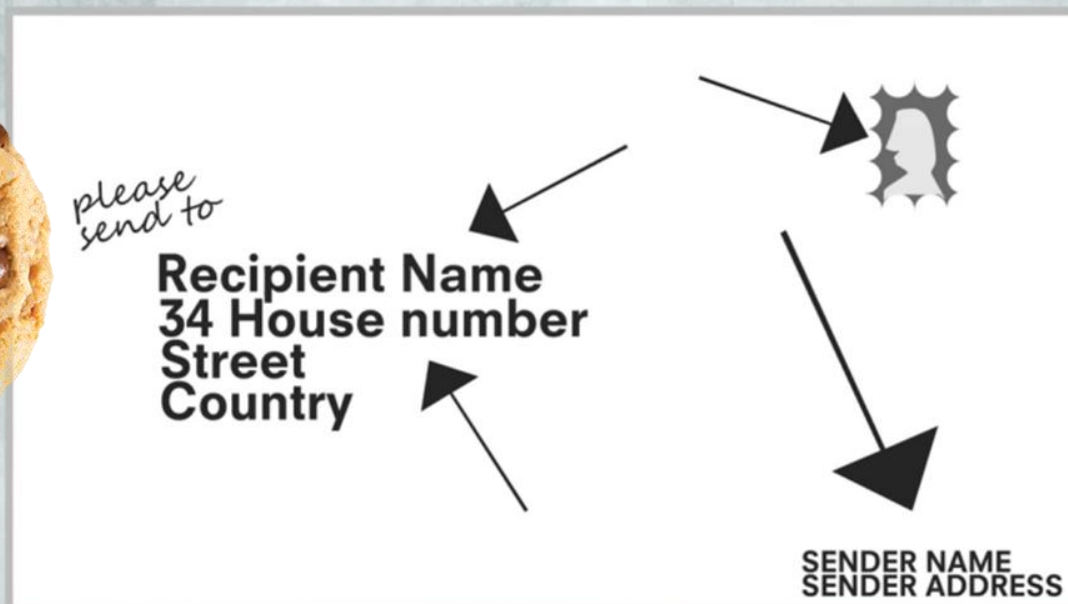 please
send to
Recipient Name
34 House number
Street
Country
SENDER NAME
SENDER ADDRESS